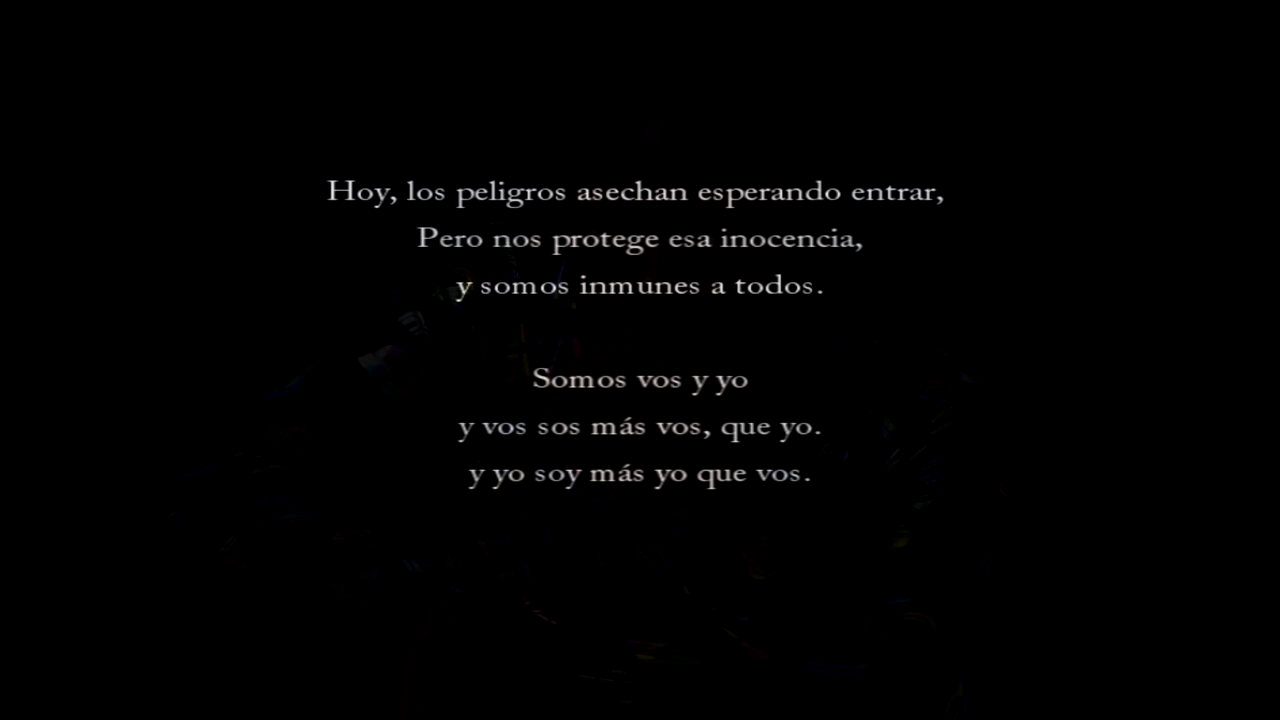 Hoy, los peligros asechan esperando entrar,
Pero nos protege esa inocencia,
y somos inmunes a todos.
Somos vos y yo
y vos sos más vos, que yo.
y yo soy más yo que vos.